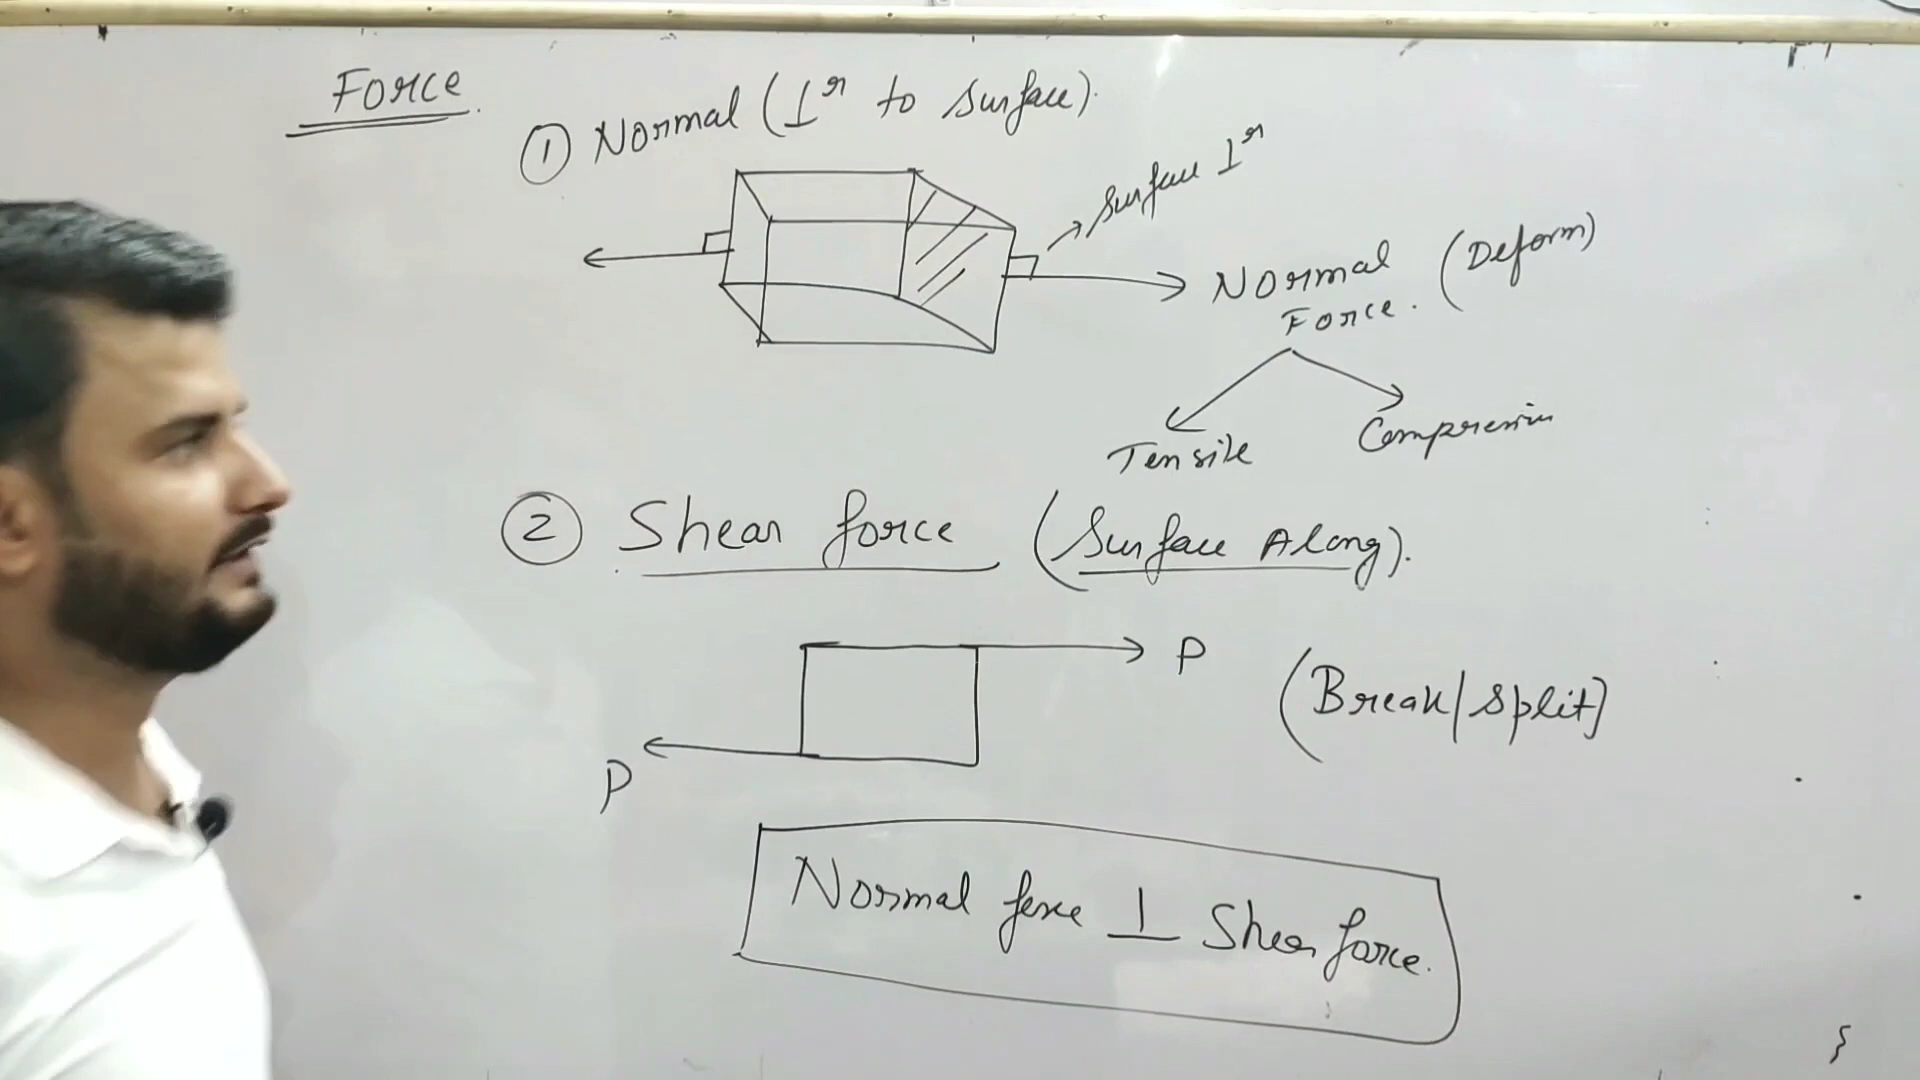 Force
① Normal (⊥ʳ to surface).
surface ⊥ʳ
Normal (Deform)
Force.
Tensile
Compression
② Shear force (Surface Along).
P
P
(Break/split)
Normal force ⊥ Shear force.